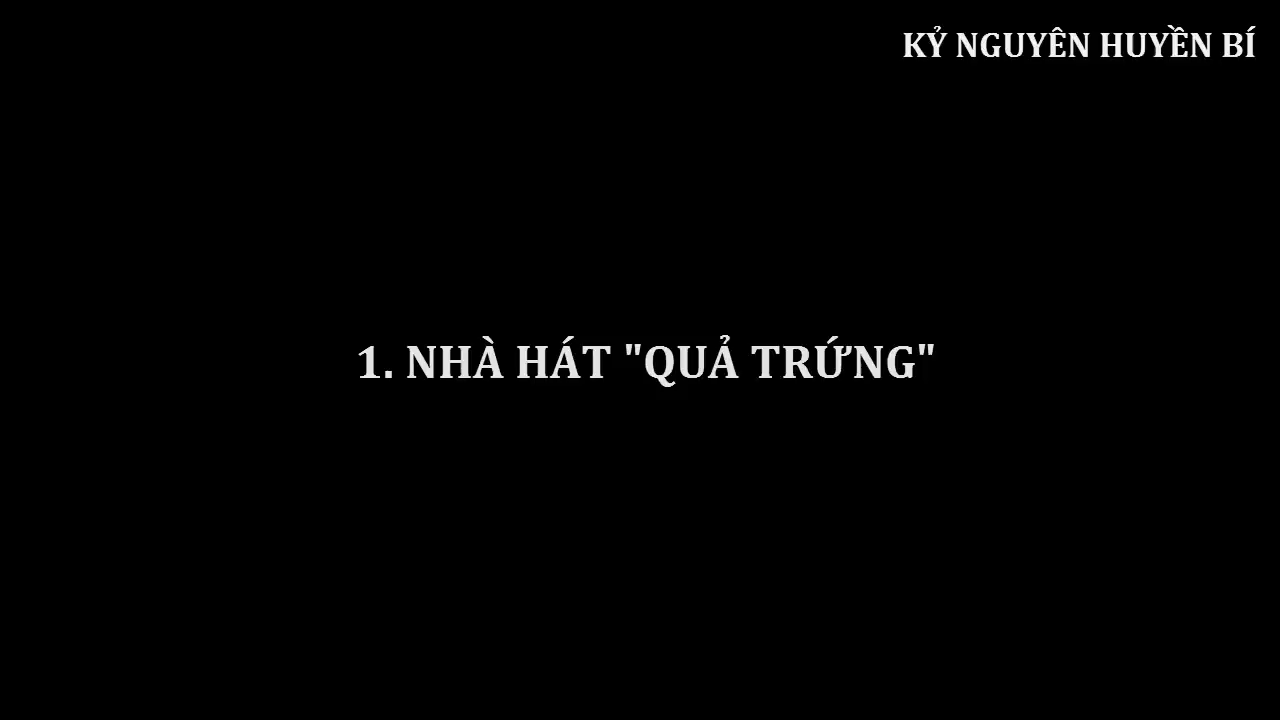 KỶ NGUYÊN HUYỀN BÍ
1. NHÀ HÁT "QUẢ TRỨNG"